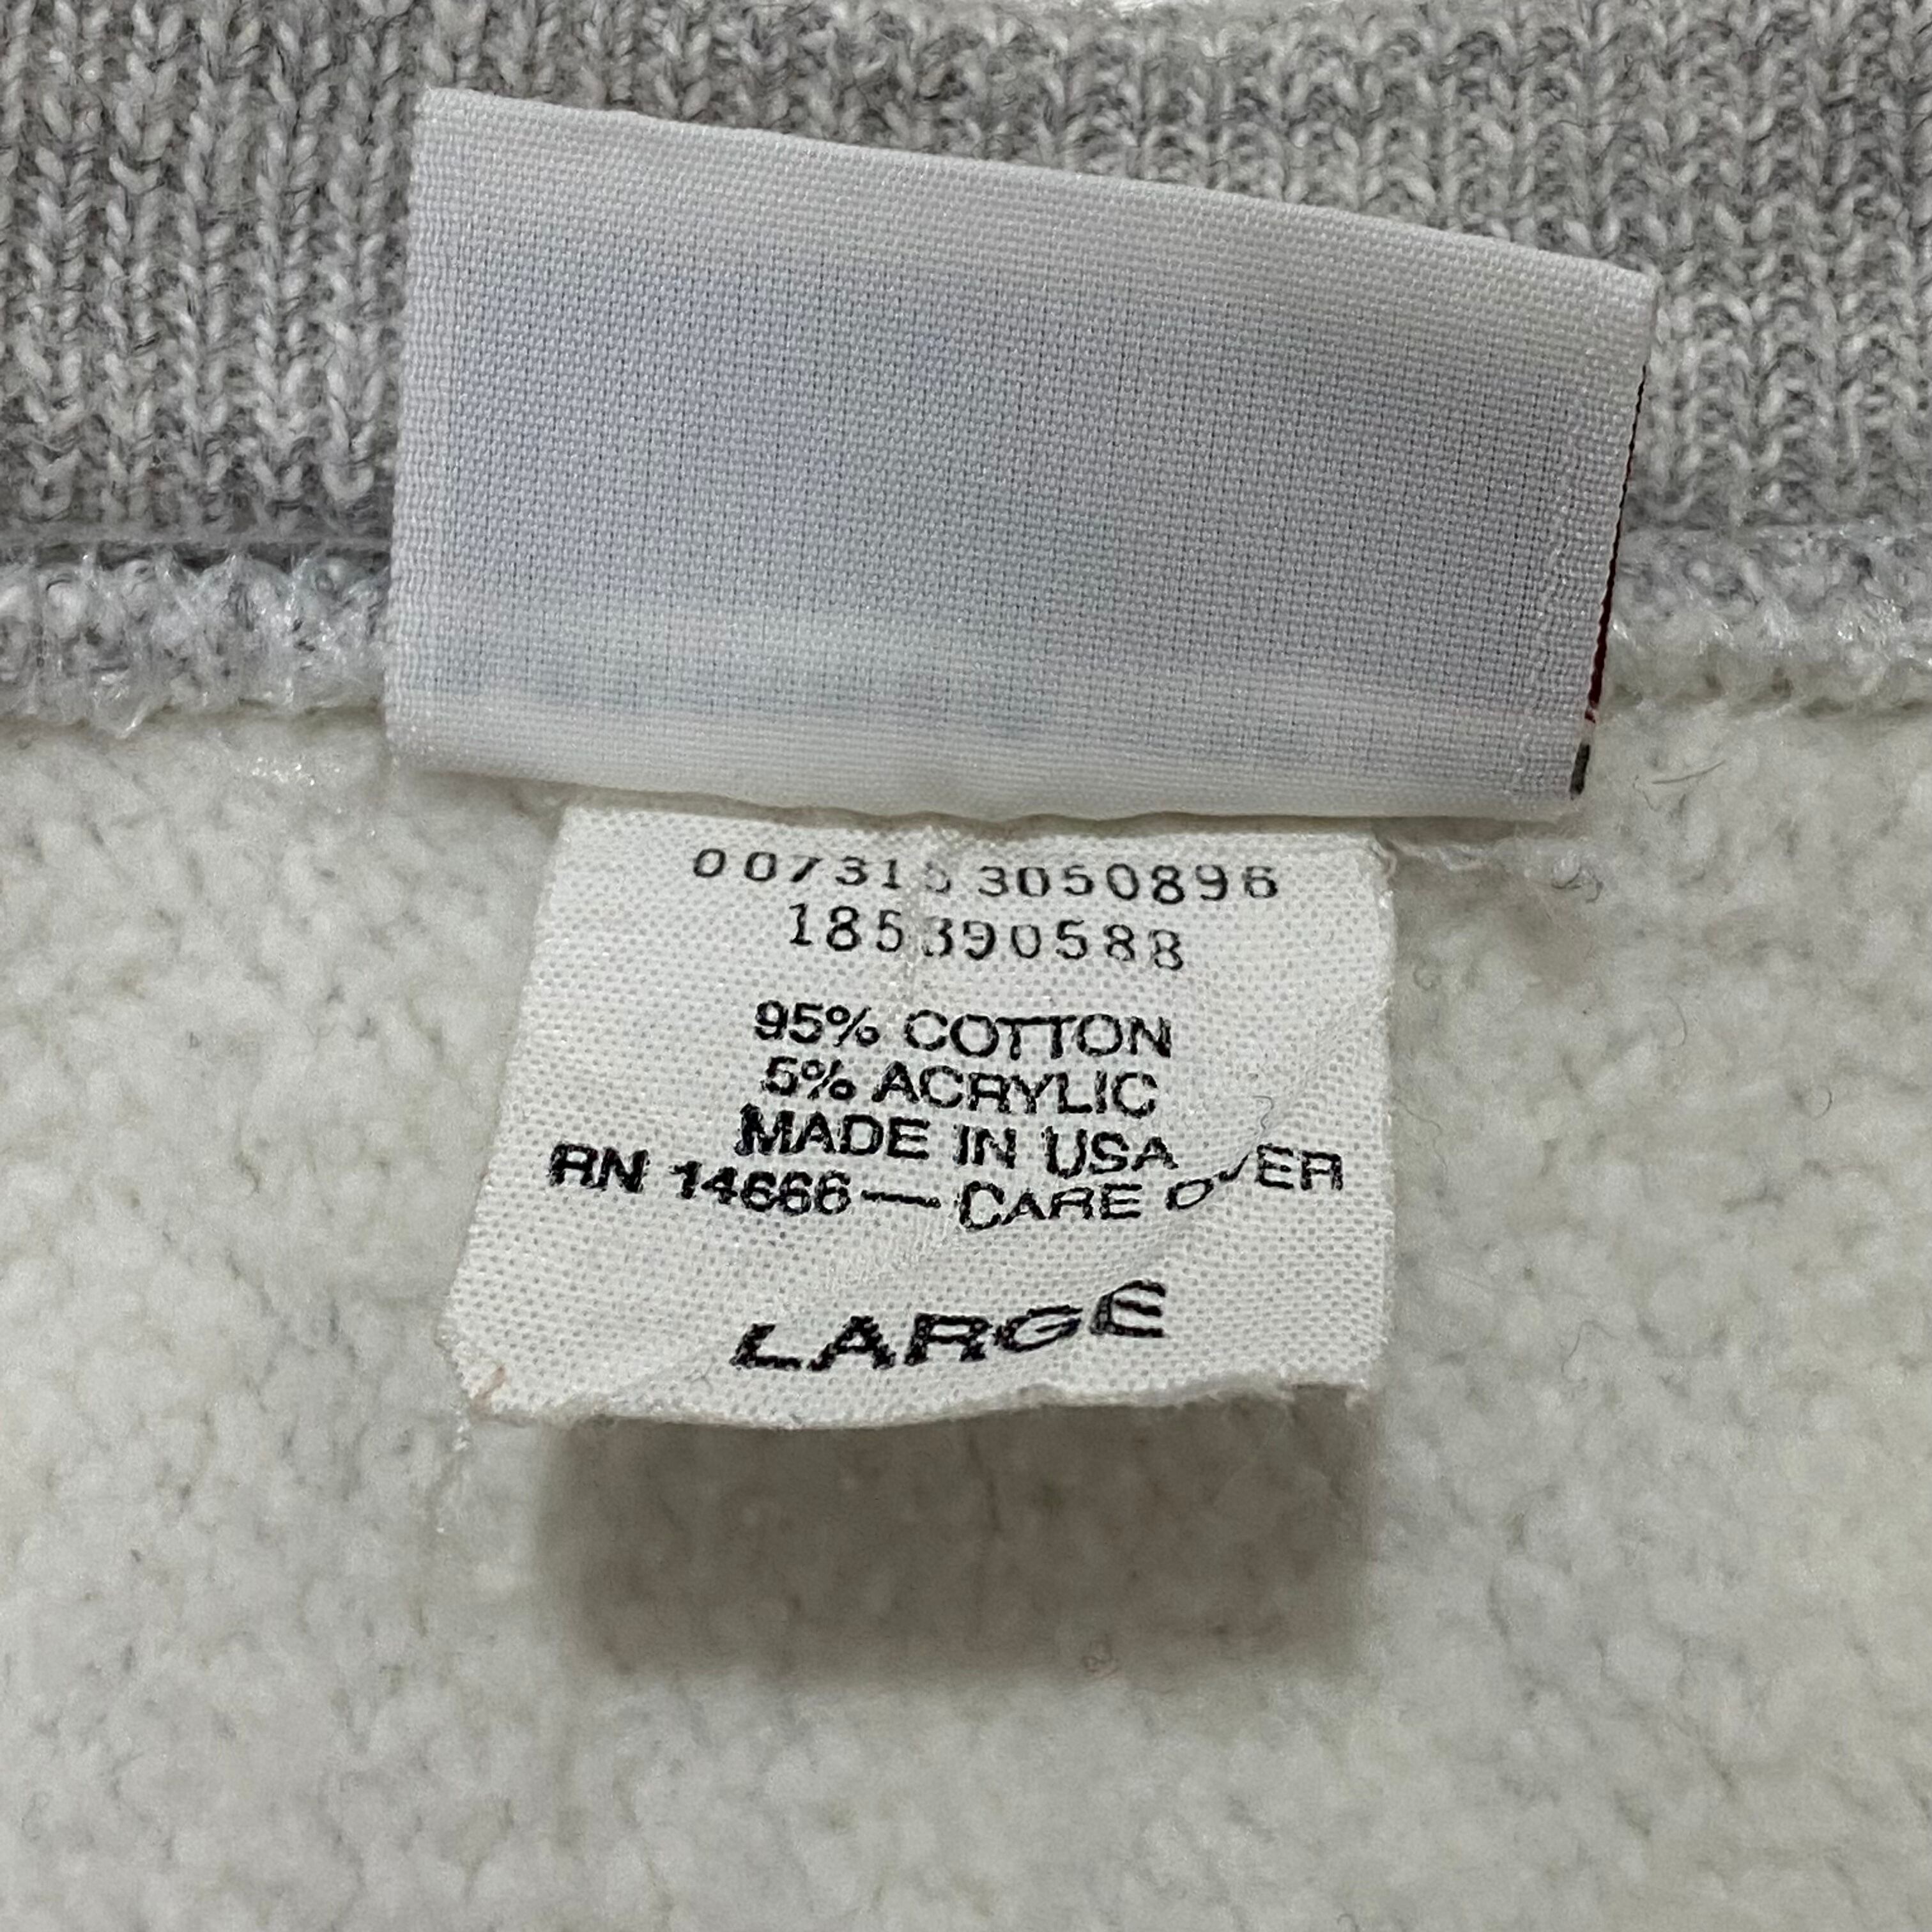 0073153050896
185390588
95% COTTON
5% ACRYLIC
MADE IN USA
RN 14666 — CARE OVER
LARGE